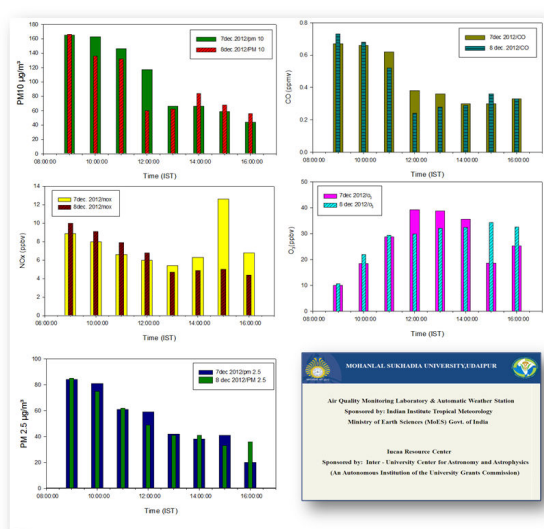 PM10 µg/m³
180
160
140
120
100
80
60
40
20
0
7dec 2012/pm 10
8dec 2012/PM 10
08:00:00 10:00:00 12:00:00 14:00:00 16:00:00
Time (IST)
CO (ppmv)
0.8
0.6
0.4
0.2
0.0
7dec 2012/CO
8 dec 2012/CO
08:00:00 10:00:00 12:00:00 14:00:00 16:00:00
Time (IST)
NOx (ppbv)
14
12
10
8
6
4
2
0
7dec 2012/nox
8dec 2012/nox
08:00:00 10:00:00 12:00:00 14:00:00 16:00:00
Time (IST)
O₃(ppbv)
50
40
30
20
10
0
7dec 2012/o₃
8 dec 2012/O₃
08:00:00 10:00:00 12:00:00 14:00:00 16:00:00
Time (IST)
PM 2.5 µg/m³
100
80
60
40
20
0
7dec 2012/pm 2.5
8 dec 2012/PM 2.5
08:00:00 10:00:00 12:00:00 14:00:00 16:00:00
Time (IST)
MOHANLAL SUKHADIA UNIVERSITY,UDAIPUR
Air Quality Monitoring Laboratory & Automatic Weather Station
Sponsored by: Indian Institute Tropical Meteorology
Ministry of Earth Sciences (MoES) Govt. of India
Iucaa Resource Center
Sponsored by: Inter - University Center for Astronomy and Astrophysics
(An Autonomous Institution of the University Grants Commission)